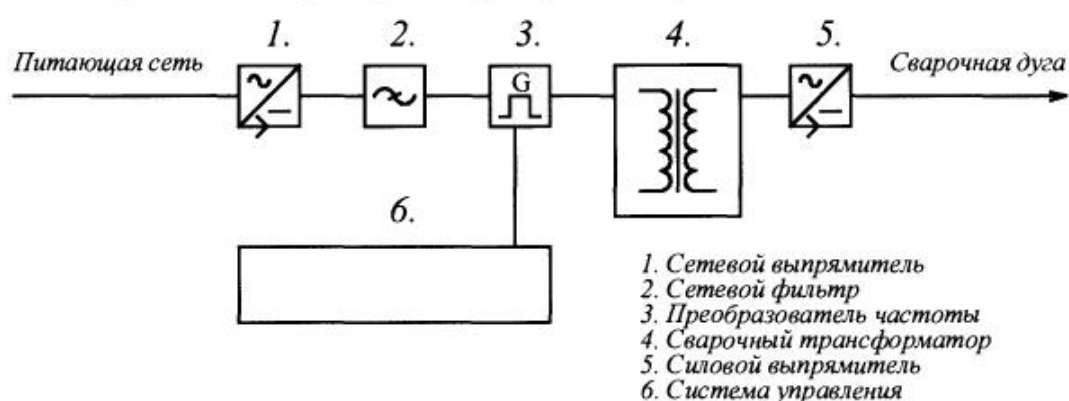 1.
2.
3.
4.
5.
Питающая сеть
Сварочная дуга
G
6.
1. Сетевой выпрямитель
2. Сетевой фильтр
3. Преобразователь частоты
4. Сварочный трансформатор
5. Силовой выпрямитель
6. Система управления